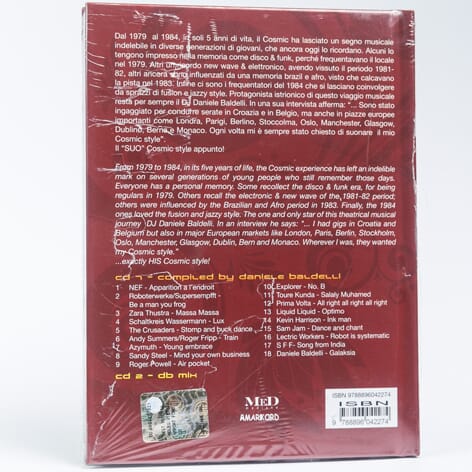 Dal 1979 al 1984, in soli 5 anni di vita, il Cosmic ha lasciato un segno musicale
indelebile in diverse generazioni di giovani, che ancora oggi lo ricordano. Alcuni lo
tengono impresso nella memoria come disco & funk, perché frequentavano il locale
nel 1979. Altri un suono new wave & elettronico, avendo vissuto il periodo 1981-
82, altri ancora sono influenzati da una memoria brazil e afro, visto che calcavano
la pista nel 1983. Infine ci sono i frequentatori del 1984 che si lasciano coinvolgere
da sprazzi di fusion e jazzy style. Protagonista istrionico di questo viaggio musicale
resta per sempre il DJ Daniele Baldelli. In una sua intervista afferma: "... Sono stato
ingaggiato per condurre serate in Croazia e in Belgio, ma anche in piazze europee
importanti como Londra, Parigi, Berlino, Stoccolma, Oslo, Manchester, Glasgow,
Dublino, Berna e Monaco. Ogni volta mi è sempre stato chiesto di suonare il mio
Cosmic style".
Il "SUO" Cosmic style appunto!
From 1979 to 1984, in its five years of life, the Cosmic experience has left an indelible
mark on several generations of young people who still remember those days.
Everyone has a personal memory. Some recollect the disco & funk era, for being
regulars in 1979. Others recall the electronic & new wave of the 1981-82 period;
others were influenced by the Brazilian and Afro period in 1983. Finally, the 1984
ones loved the fusion and jazzy style. The one and only star of this theatrical musical
journey DJ Daniele Baldelli. In an interview he says: "... I had gigs in Croatia and
Belgium but also in major European markets like London, Paris, Berlin, Stockholm,
Oslo, Manchester, Glasgow, Dublin, Bern and Monaco. Wherever I was, they wanted
my Cosmic style."
...exactly HIS Cosmic style!
cd 1 - compiled by daniele baldelli
1 NEF - Apparition a l'endroit
2 Roboterwerke/Supersempfft -
Be a man you frog
3 Zara Thustra - Massa Massa
4 Schaltkreis Wassermann - Lux
5 The Crusaders - Stomp and buck dance
6 Andy Summers/Roger Fripp - Train
7 Azymuth - Young embrace
8 Sandy Steel - Mind your own business
9 Roger Powell - Air pocket
10 Explorer - No. B
11 Toure Kunda - Salaly Muhamed
12 Prima Volta - All right all right all right
13 Liquid Liquid - Optimo
14 Kevin Harrison - Ink man
15 Sam Jam - Dance and chant
16 Lectric Workers - Robot is systematic
17 S F F- Song from India
18 Daniele Baldelli - Galaksia
cd 2 - db mix
MeD
AMARKORD
ISBN 9788896042274
ISBN
9 788896 042274